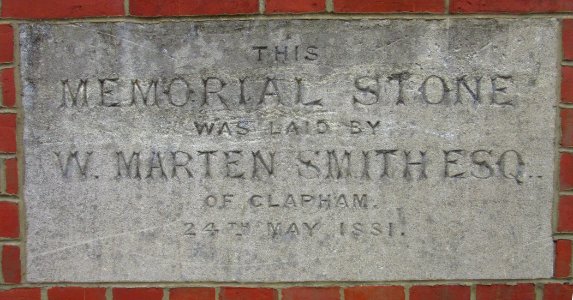 THIS
MEMORIAL STONE
WAS LAID BY
W. MARTEN SMITH ESQ.
OF CLAPHAM.
24TH MAY 1881.